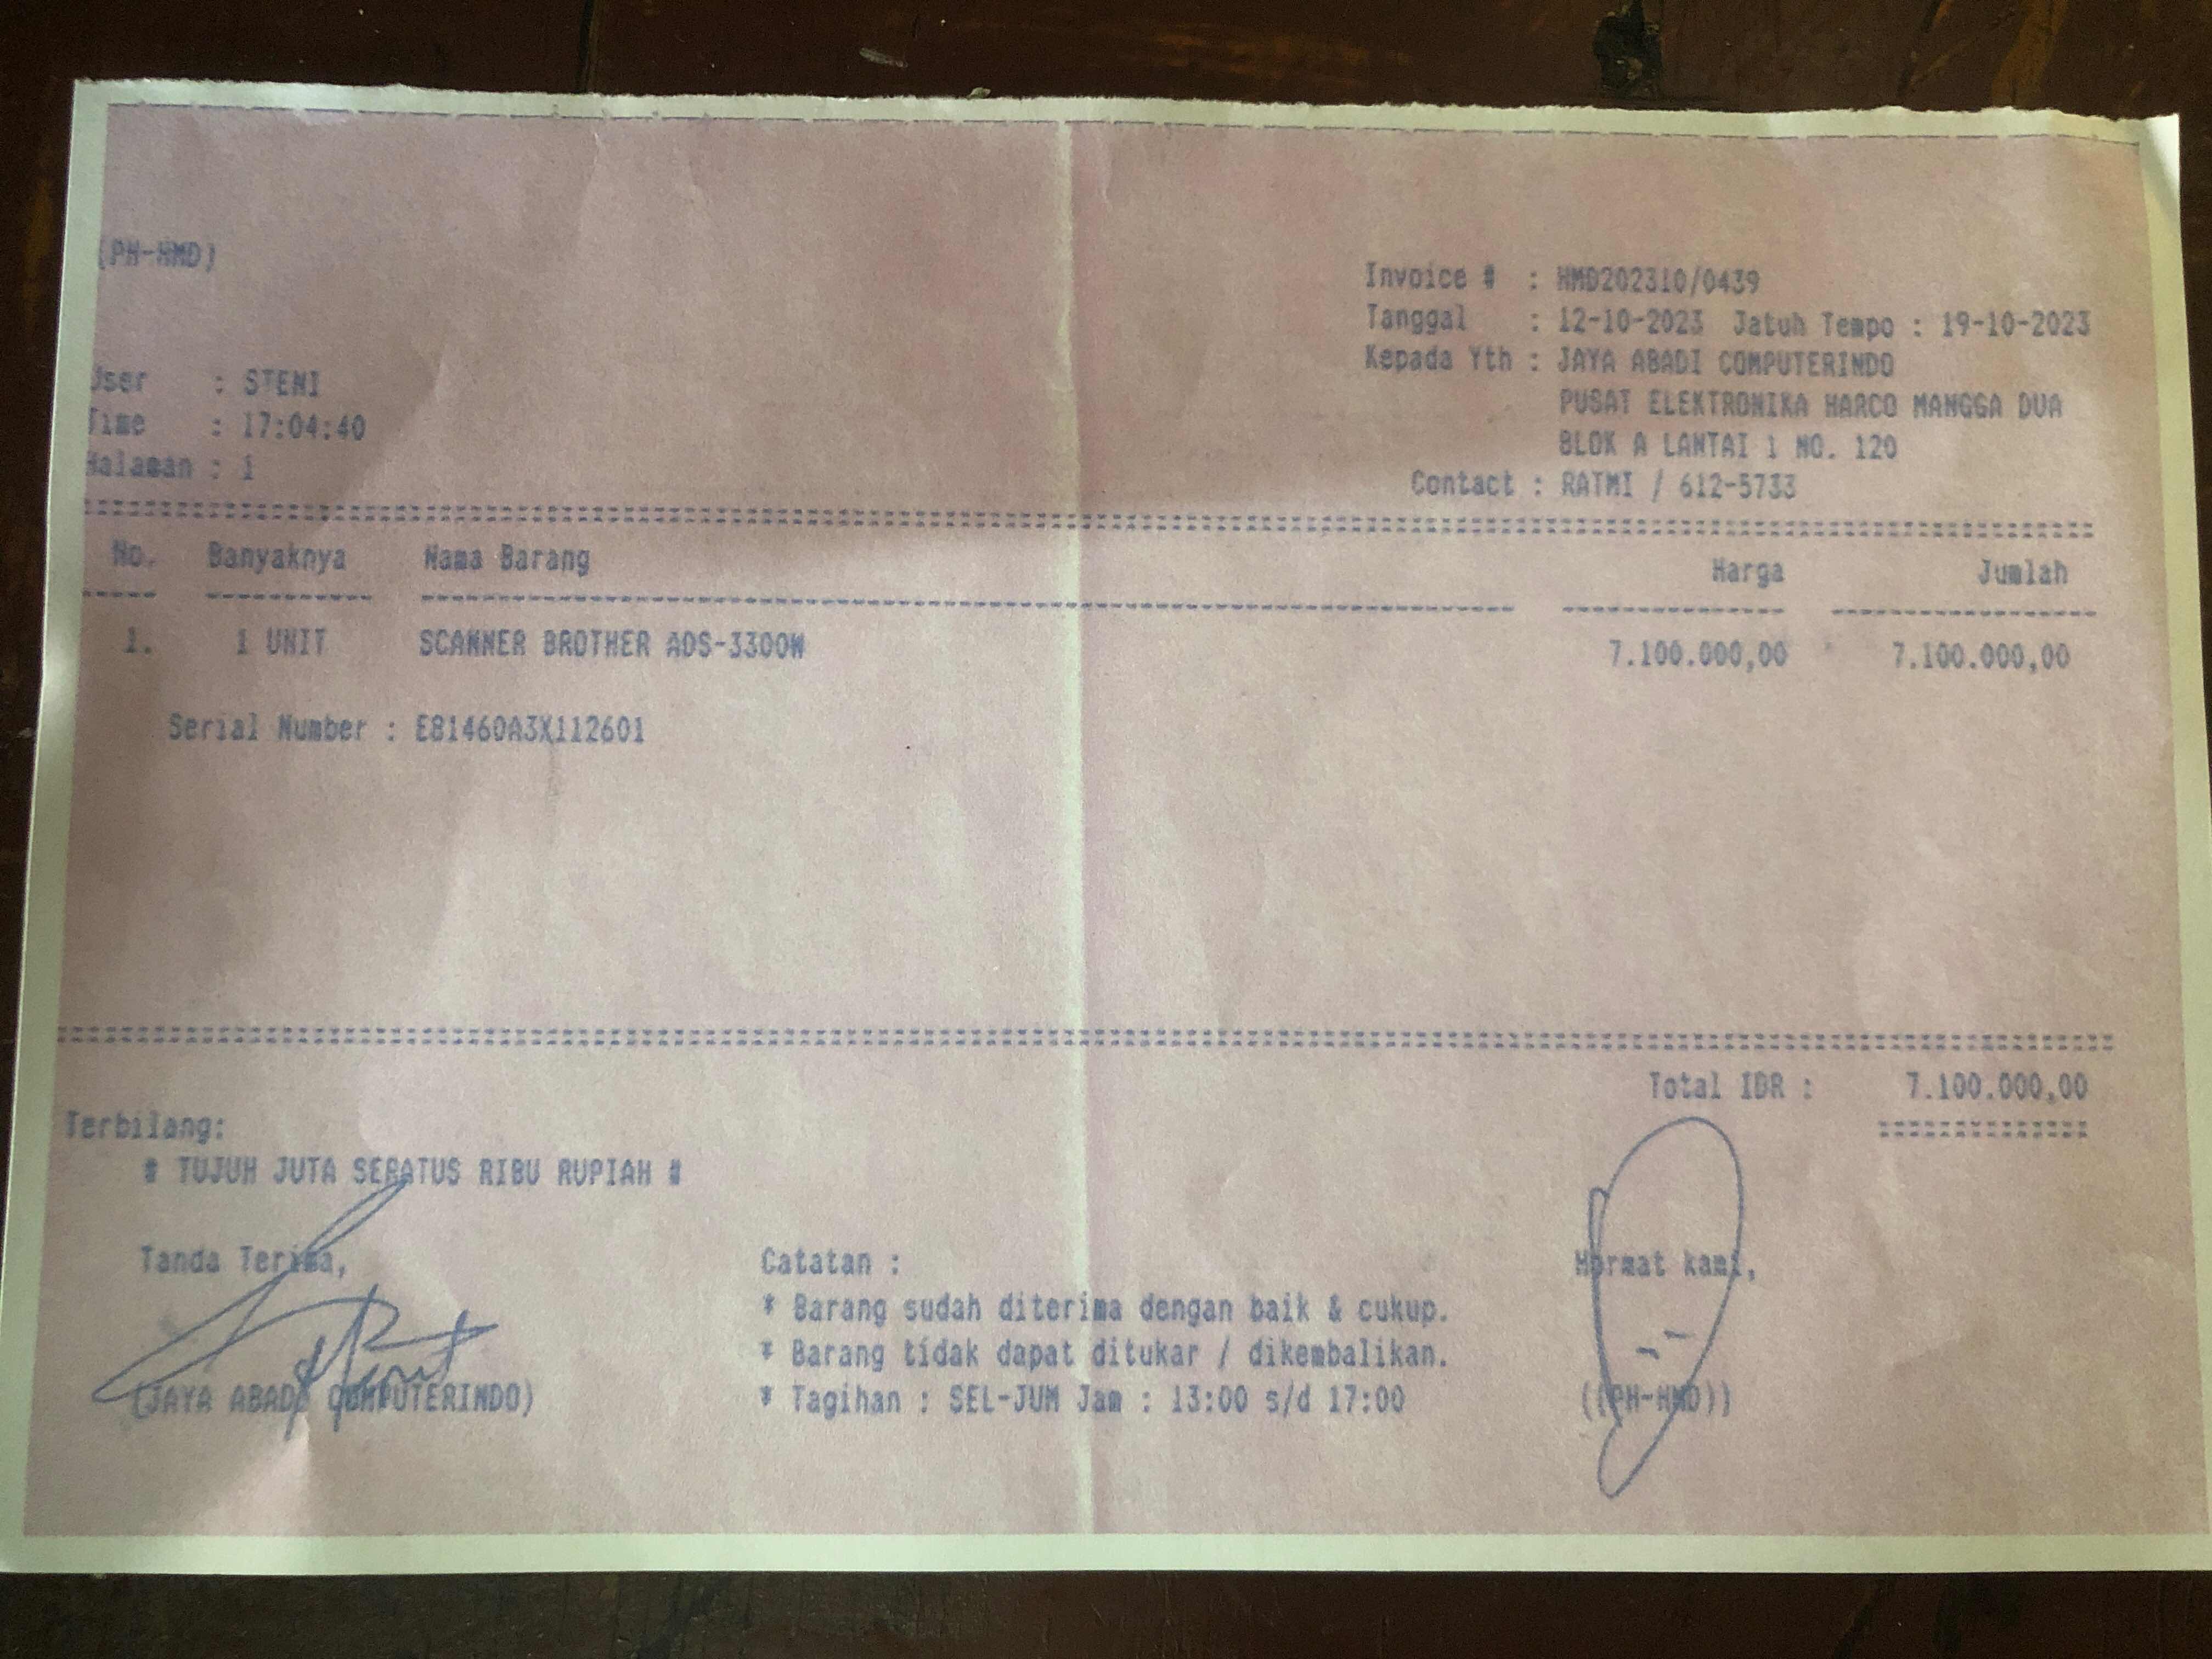 (PH-HMD)
Invoice # : HMD202310/0439
Tanggal : 12-10-2023 Jatuh Tempo : 19-10-2023
Kepada Yth : JAYA ABADI COMPUTERINDO
PUSAT ELEKTRONIKA HARCO MANGGA DUA
BLOK A LANTAI 1 NO. 120
Contact : RATMI / 612-5733
User : STENI
Time : 17:04:40
Halaman : 1
No. Banyaknya Nama Barang Harga Jumlah
1. 1 UNIT SCANNER BROTHER ADS-3300W 7.100.000,00 7.100.000,00
Serial Number : E81460A3X112601
Total IDR : 7.100.000,00
Terbilang:
# TUJUH JUTA SERATUS RIBU RUPIAH #
Tanda Terima,
(JAYA ABADI COMPUTERINDO)
Catatan :
* Barang sudah diterima dengan baik & cukup.
* Barang tidak dapat ditukar / dikembalikan.
* Tagihan : SEL-JUM Jam : 13:00 s/d 17:00
Hormat kami,
((PH-HMD))